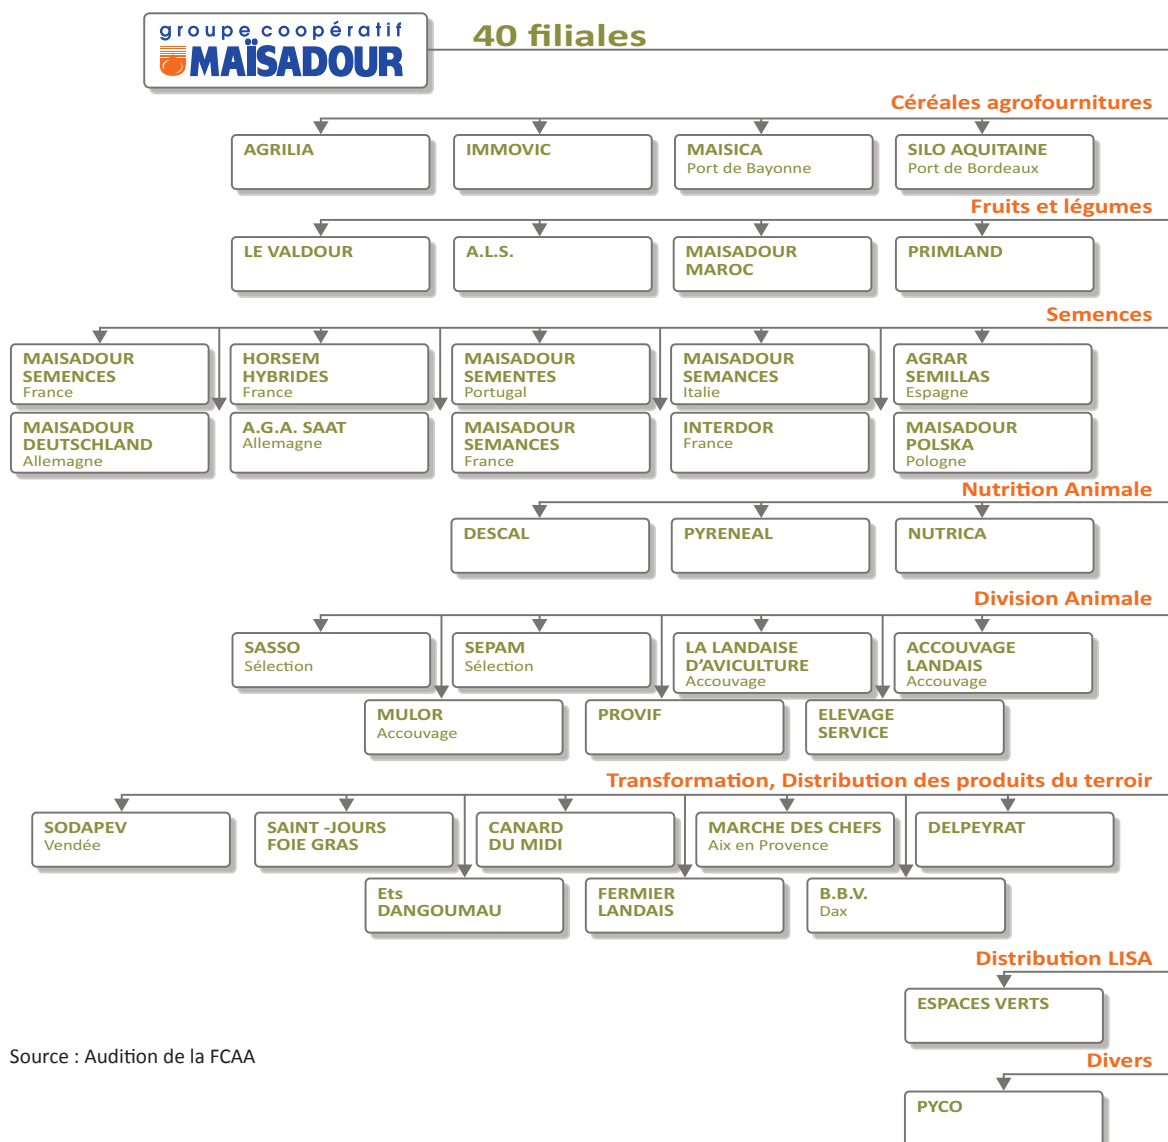 groupe coopératif
MAÏSADOUR
40 filiales
Céréales agrofournitures
AGRILIA
IMMOVIC
MAISICA
Port de Bayonne
SILO AQUITAINE
Port de Bordeaux
Fruits et légumes
LE VALDOUR
A.L.S.
MAISADOUR
MAROC
PRIMLAND
Semences
MAISADOUR
SEMENCES
France
HORSEM
HYBRIDES
France
MAISADOUR
SEMENTES
Portugal
MAISADOUR
SEMANCES
Italie
AGRAR
SEMILLAS
Espagne
MAISADOUR
DEUTSCHLAND
Allemagne
A.G.A. SAAT
Allemagne
MAISADOUR
SEMANCES
France
INTERDOR
France
MAISADOUR
POLSKA
Pologne
Nutrition Animale
DESCAL
PYRENEAL
NUTRICA
Division Animale
SASSO
Sélection
SEPAM
Sélection
LA LANDAISE
D'AVICULTURE
Accouvage
ACCOUVAGE
LANDAIS
Accouvage
MULOR
Accouvage
PROVIF
ELEVAGE
SERVICE
Transformation, Distribution des produits du terroir
SODAPEV
Vendée
SAINT -JOURS
FOIE GRAS
CANARD
DU MIDI
MARCHE DES CHEFS
Aix en Provence
DELPEYRAT
Ets
DANGOUMAU
FERMIER
LANDAIS
B.B.V.
Dax
Distribution LISA
ESPACES VERTS
Source : Audition de la FCAA
Divers
PYCO